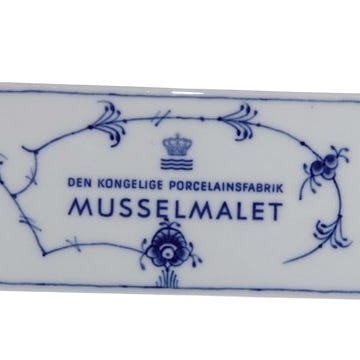 DEN KONGELIGE PORCELAINSFABRIK
MUSSELMALET